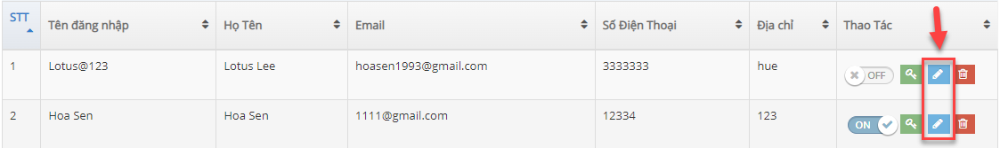 STT Tên đăng nhập Họ Tên Email Số Điện Thoại Địa chỉ Thao Tác
1 Lotus@123 Lotus Lee hoasen1993@gmail.com 3333333 hue OFF
2 Hoa Sen Hoa Sen 1111@gmail.com 12334 123 ON